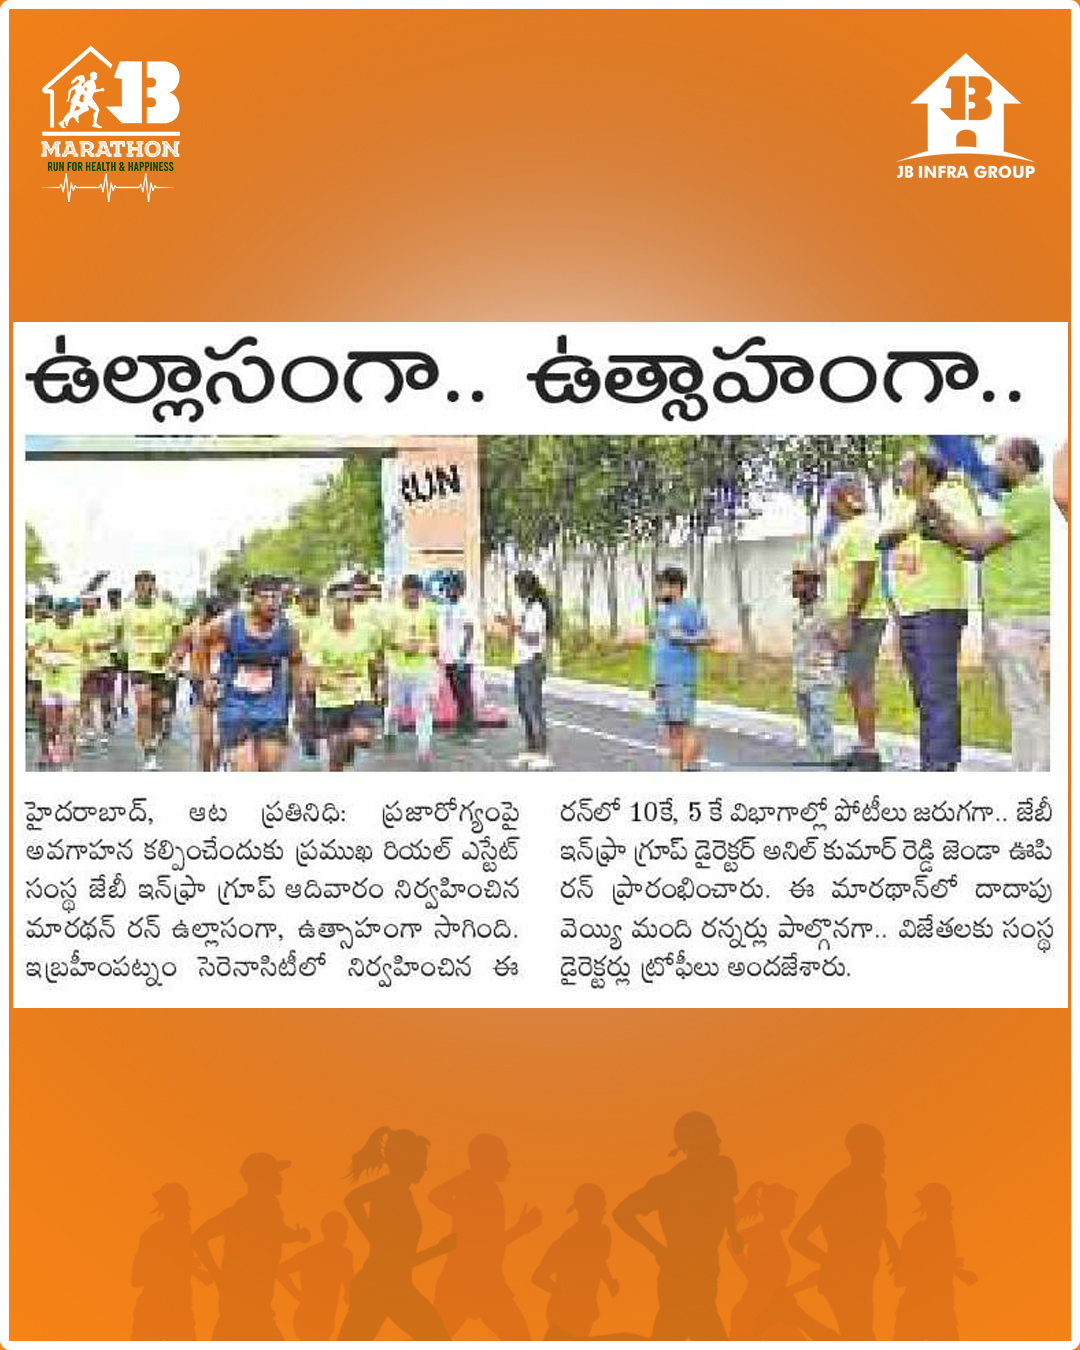 JB
MARATHON
RUN FOR HEALTH & HAPPINESS
JB
JB INFRA GROUP
ఉల్లాసంగా.. ఉత్సాహంగా..
RUN
హైదరాబాద్, ఆట ప్రతినిధి: ప్రజారోగ్యంపై
అవగాహన కల్పించేందుకు ప్రముఖ రియల్ ఎస్టేట్
సంస్థ జేబీ ఇన్‌ఫ్రా గ్రూప్ ఆదివారం నిర్వహించిన
మారథన్ రన్ ఉల్లాసంగా, ఉత్సాహంగా సాగింది.
ఇబ్రహీంపట్నం సెరెనాసిటీలో నిర్వహించిన ఈ
రన్‌లో 10కే, 5 కే విభాగాల్లో పోటీలు జరుగగా.. జేబీ
ఇన్‌ఫ్రా గ్రూప్ డైరెక్టర్ అనిల్ కుమార్ రెడ్డి జెండా ఊపి
రన్ ప్రారంభించారు. ఈ మారథాన్‌లో దాదాపు
వెయ్యి మంది రన్నర్లు పాల్గొనగా.. విజేతలకు సంస్థ
డైరెక్టర్లు ట్రోఫీలు అందజేశారు.